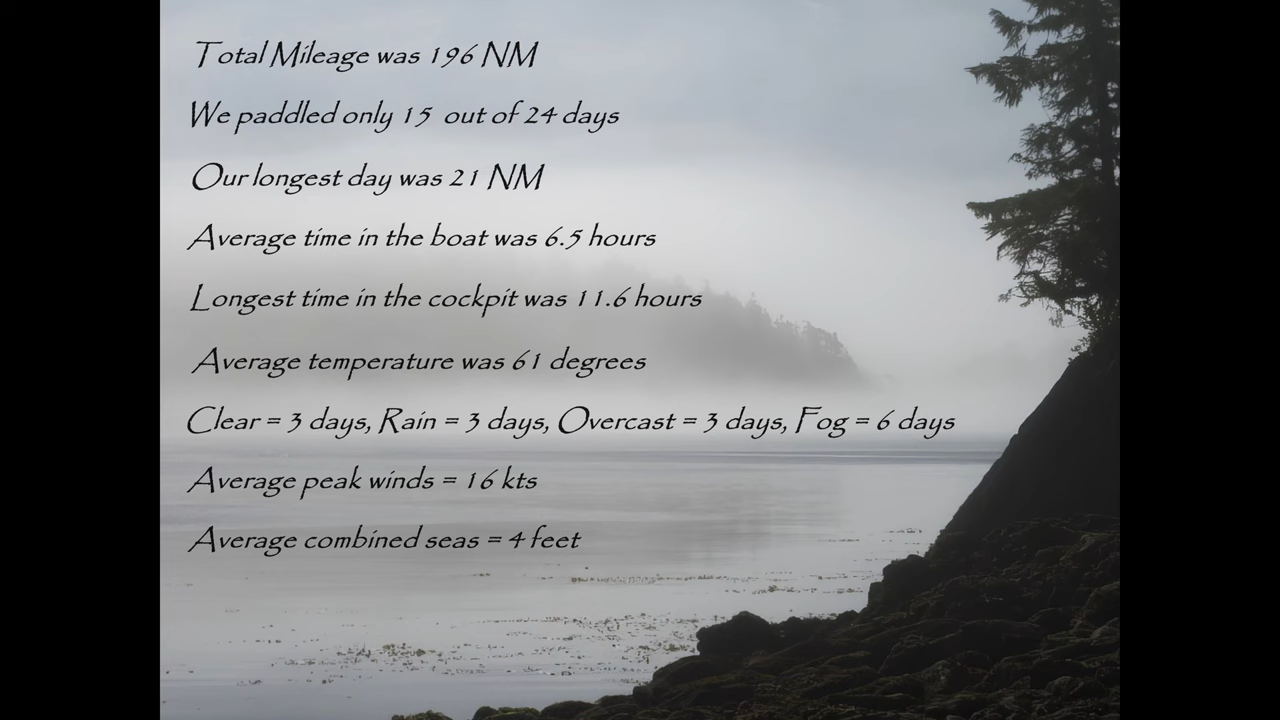 Total Mileage was 196 NM
We paddled only 15 out of 24 days
Our longest day was 21 NM
Average time in the boat was 6.5 hours
Longest time in the cockpit was 11.6 hours
Average temperature was 61 degrees
Clear = 3 days, Rain = 3 days, Overcast = 3 days, Fog = 6 days
Average peak winds = 16 kts
Average combined seas = 4 feet